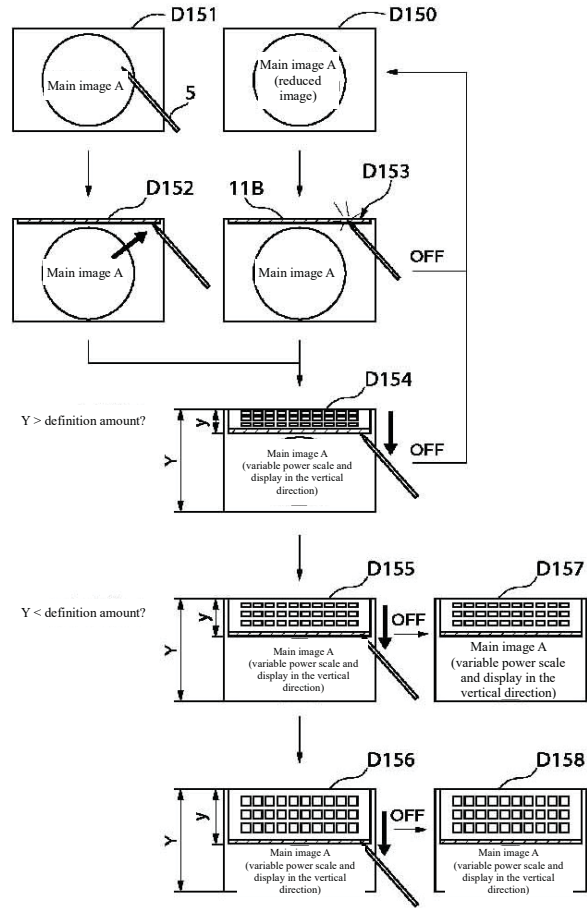 D151
D150
Main image A
Main image A
(reduced
image)
5
D152
11B
D153
Main image A
Main image A
OFF
D154
Y > definition amount?
y
Y
OFF
Main image A
(variable power scale and
display in the vertical
direction)
D155
D157
Y < definition amount?
y
Y
OFF
Main image A
(variable power scale and
display in the vertical
direction)
Main image A
(variable power scale
and display in the
vertical direction)
D156
D158
y
Y
OFF
Main image A
(variable power scale and
display in the vertical
direction)
Main image A
(variable power scale and
display in the vertical
direction)